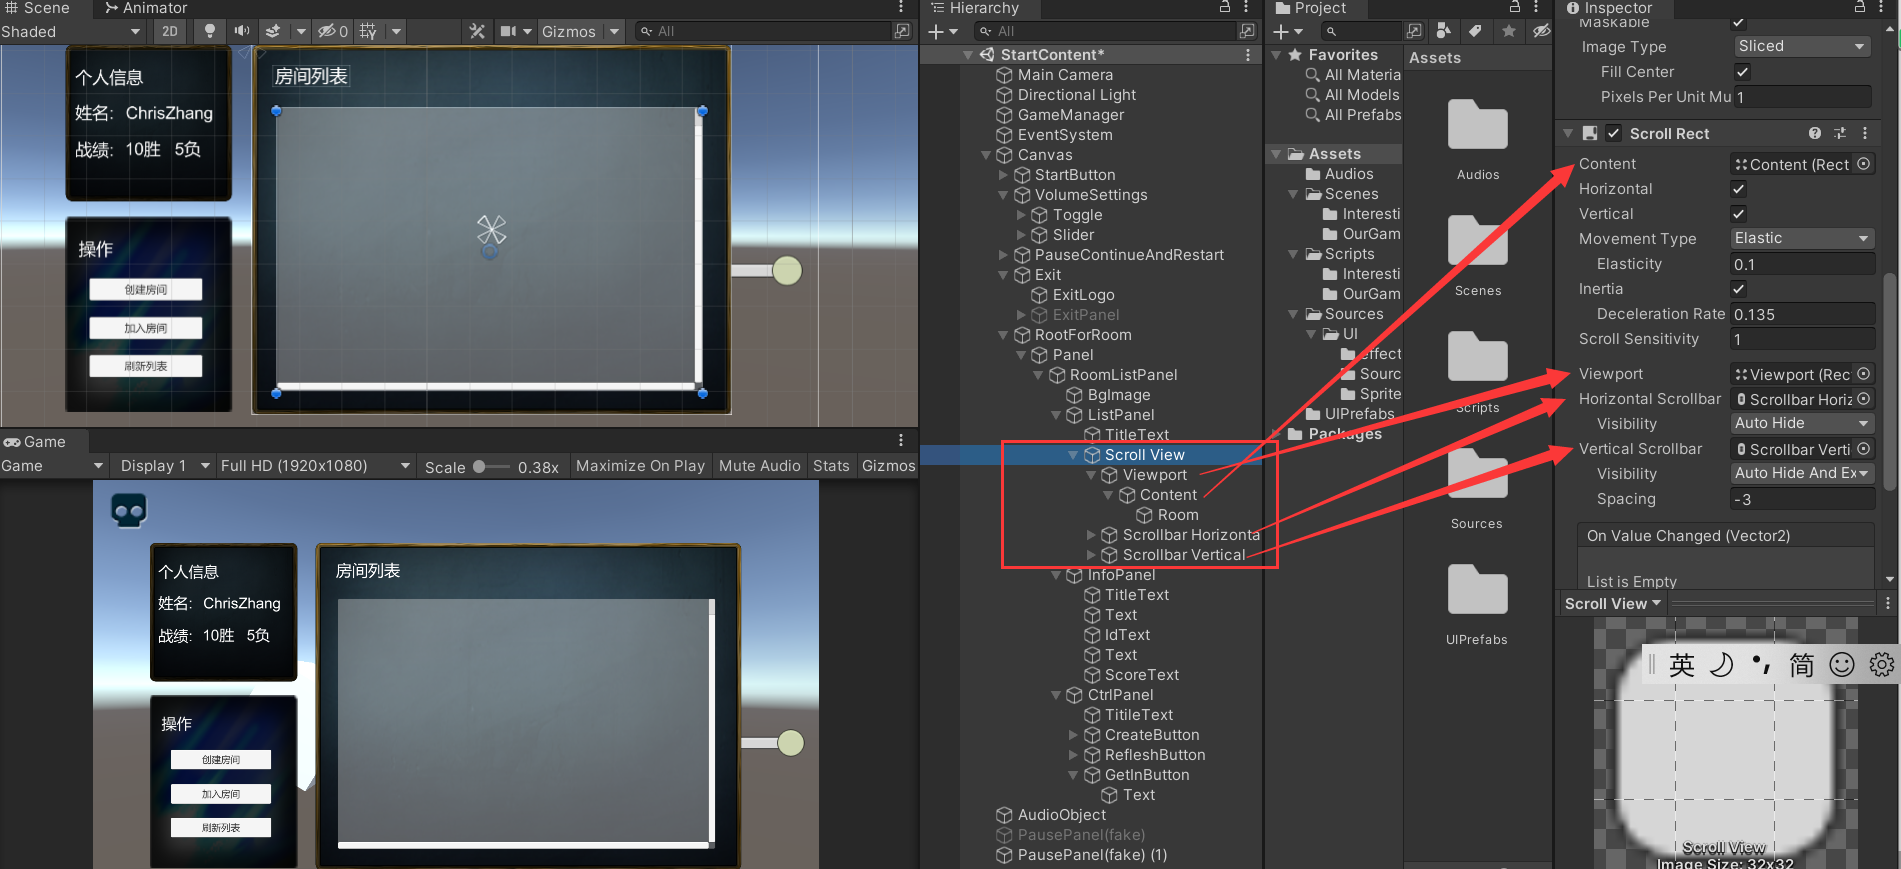 Scene
Animator
Shaded
2D
0
Gizmos
All
个人信息
姓名: ChrisZhang
战绩: 10胜 5负
操作
创建房间
加入房间
刷新列表
房间列表
Game
Game
Display 1
Full HD (1920x1080)
Scale
0.38x
Maximize On Play
Mute Audio
Stats
Gizmos
个人信息
姓名: ChrisZhang
战绩: 10胜 5负
操作
创建房间
加入房间
刷新列表
房间列表
Hierarchy
All
StartContent*
Main Camera
Directional Light
GameManager
EventSystem
Canvas
StartButton
VolumeSettings
Toggle
Slider
PauseContinueAndRestart
Exit
ExitLogo
ExitPanel
RootForRoom
Panel
RoomListPanel
BgImage
ListPanel
TitleText
Scroll View
Viewport
Content
Room
Scrollbar Horizonta
Scrollbar Vertical
InfoPanel
TitleText
Text
IdText
Text
ScoreText
CtrlPanel
TitileText
CreateButton
RefleshButton
GetInButton
Text
AudioObject
PausePanel(fake)
PausePanel(fake) (1)
Project
Favorites
All Materia
All Models
All Prefabs
Assets
Audios
Scenes
Interesti
OurGam
Scripts
Interesti
OurGam
Sources
UI
effect
Sourc
Sprite
UIPrefabs
Packages
Assets
Audios
Scenes
Scripts
Sources
UIPrefabs
Inspector
Maskable
Image Type
Sliced
Fill Center
Pixels Per Unit Mu
1
Scroll Rect
Content
Content (Rect
Horizontal
Vertical
Movement Type
Elastic
Elasticity
0.1
Inertia
Deceleration Rate
0.135
Scroll Sensitivity
1
Viewport
Viewport (Rec
Horizontal Scrollbar
Scrollbar Horiz
Visibility
Auto Hide
Vertical Scrollbar
Scrollbar Verti
Visibility
Auto Hide And Ex
Spacing
-3
On Value Changed (Vector2)
List is Empty
Scroll View
英
简
Scroll View
Image Size: 32x32